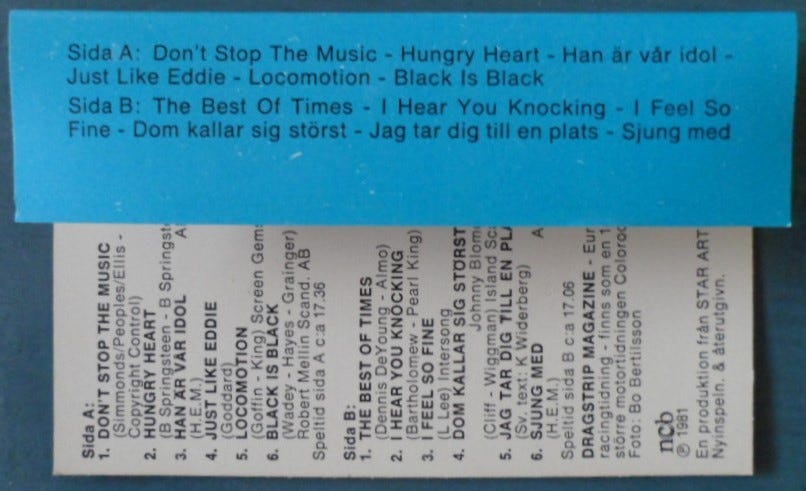 Sida A: Don't Stop The Music - Hungry Heart - Han är vår idol -
Just Like Eddie - Locomotion - Black Is Black
Sida B: The Best Of Times - I Hear You Knocking - I Feel So
Fine - Dom kallar sig störst - Jag tar dig till en plats - Sjung med
Sida A:
1. DON'T STOP THE MUSIC
(Simmonds/Peoples/Ellis -
Copyright Control)
2. HUNGRY HEART
(B Springsteen - B Springst
3. HAN ÄR VÅR IDOL A
(H.E.M.)
4. JUST LIKE EDDIE
(Goddard)
5. LOCOMOTION
(Goffin - King) Screen Gems
6. BLACK IS BLACK
(Wadey - Hayes - Grainger)
Robert Mellin Scand. AB
Speltid sida A c:a 17.36
Sida B:
1. THE BEST OF TIMES
(Dennis DeYoung - Almo)
2. I HEAR YOU KNOCKING
(Bartholomew - Pearl King)
3. I FEEL SO FINE
(L Lee) Intersong
4. DOM KALLAR SIG STÖRST
Johnny Blom
(Cliff - Wiggman) Island Sc
5. JAG TAR DIG TILL EN PL
(Sv. text: K Widerberg)
6. SJUNG MED A
(H.E.M.)
Speltid sida B c:a 17.06
DRAGSTRIP MAGAZINE - Eur
racingtidning - finns som en 1
större motortidningen Coloro
Foto: Bo Bertilsson
ncb
℗ 1981
En produktion från STAR ART
Nyinspeln. & återutgivn.